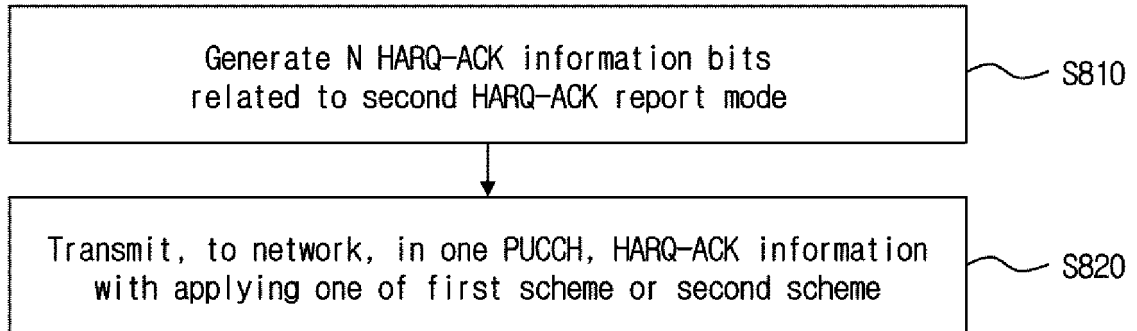 Generate N HARQ-ACK information bits
related to second HARQ-ACK report mode
S810
Transmit, to network, in one PUCCH, HARQ-ACK information
with applying one of first scheme or second scheme
S820